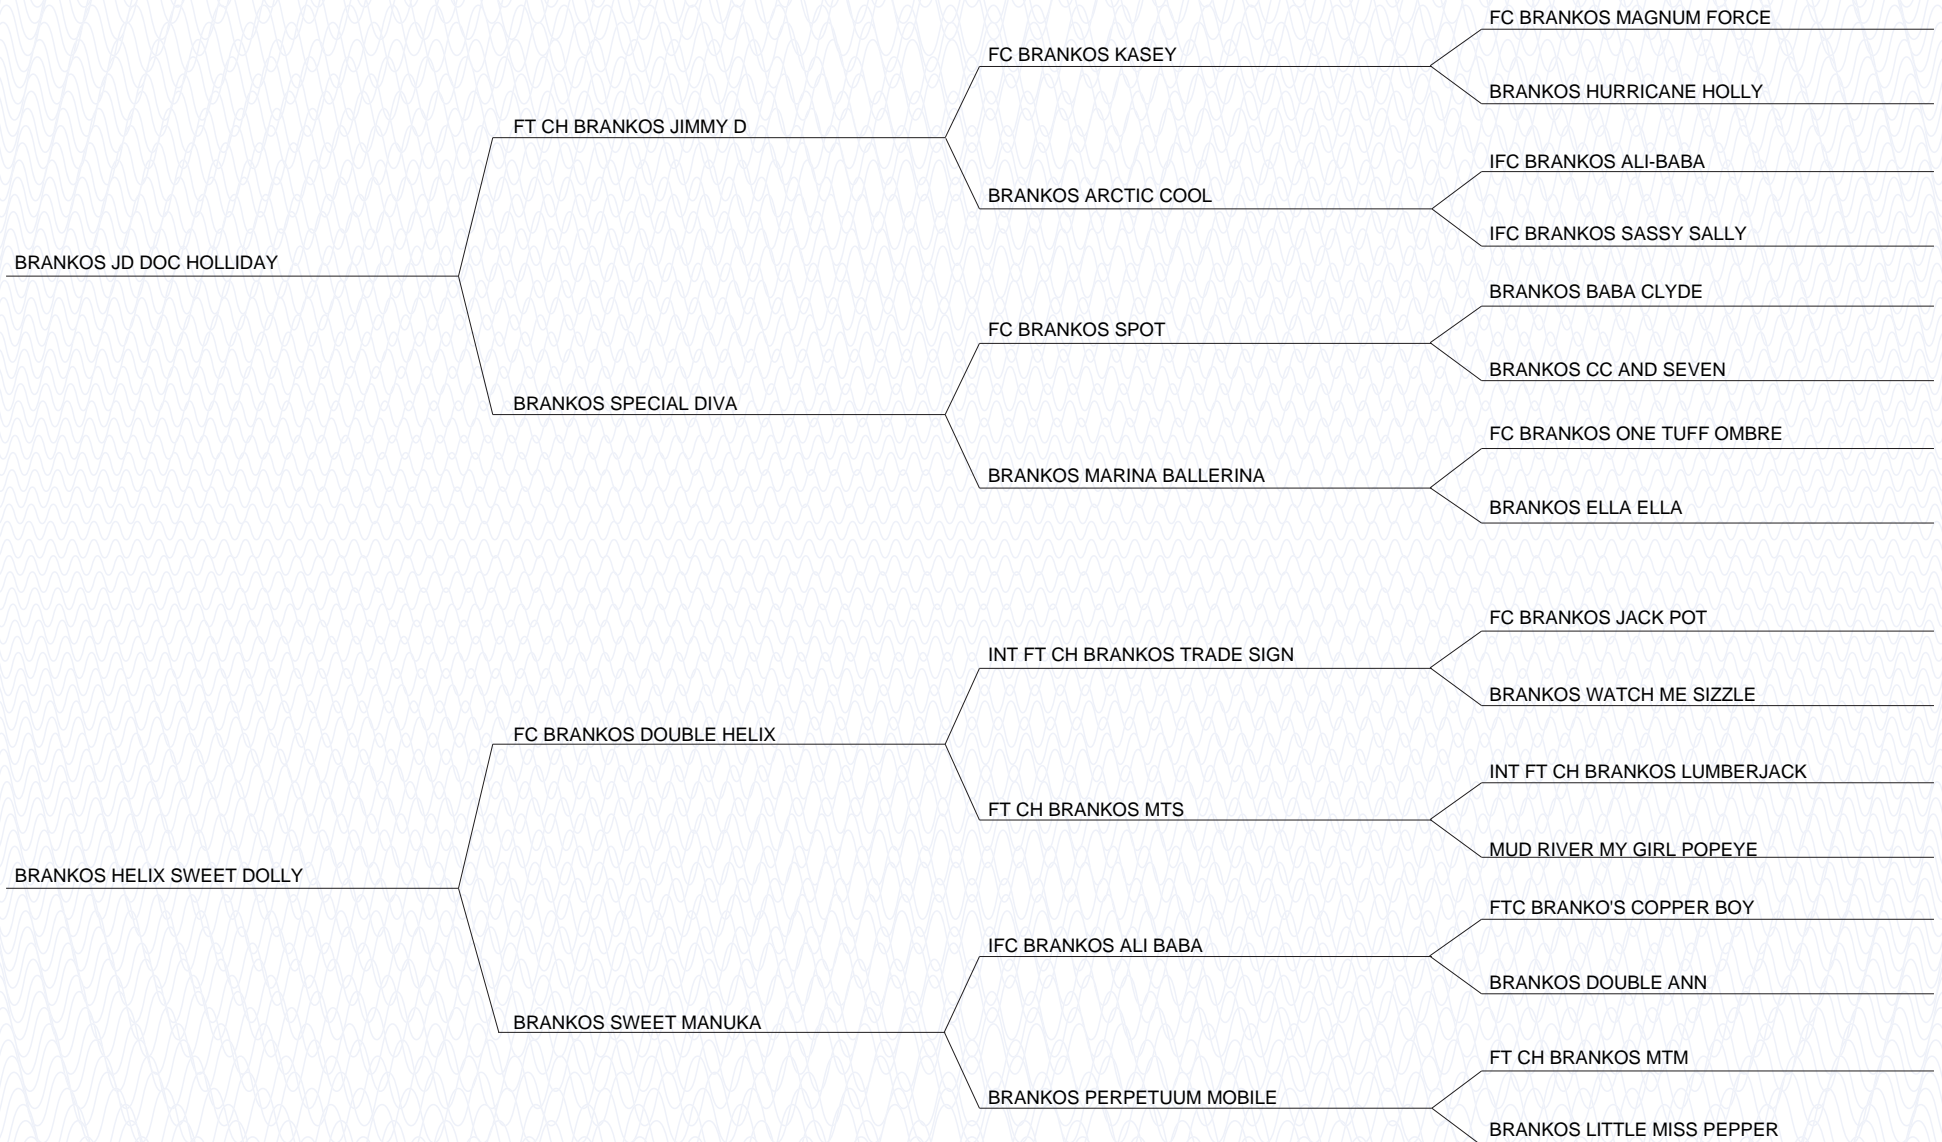 FC BRANKOS MAGNUM FORCE
FC BRANKOS KASEY
BRANKOS HURRICANE HOLLY
FT CH BRANKOS JIMMY D
IFC BRANKOS ALI-BABA
BRANKOS ARCTIC COOL
IFC BRANKOS SASSY SALLY
BRANKOS JD DOC HOLLIDAY
BRANKOS BABA CLYDE
FC BRANKOS SPOT
BRANKOS CC AND SEVEN
BRANKOS SPECIAL DIVA
FC BRANKOS ONE TUFF OMBRE
BRANKOS MARINA BALLERINA
BRANKOS ELLA ELLA
FC BRANKOS JACK POT
INT FT CH BRANKOS TRADE SIGN
BRANKOS WATCH ME SIZZLE
FC BRANKOS DOUBLE HELIX
INT FT CH BRANKOS LUMBERJACK
FT CH BRANKOS MTS
MUD RIVER MY GIRL POPEYE
BRANKOS HELIX SWEET DOLLY
FTC BRANKO'S COPPER BOY
IFC BRANKOS ALI BABA
BRANKOS DOUBLE ANN
BRANKOS SWEET MANUKA
FT CH BRANKOS MTM
BRANKOS PERPETUUM MOBILE
BRANKOS LITTLE MISS PEPPER